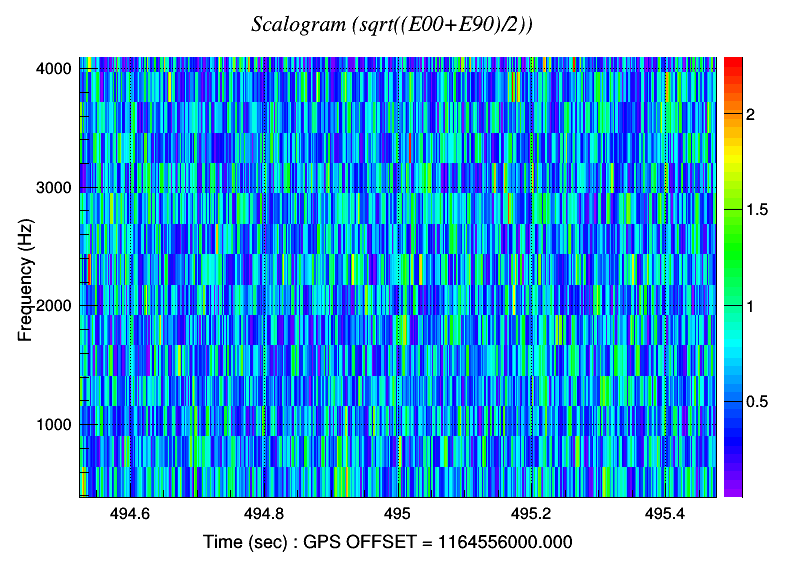 Scalogram (sqrt((E00+E90)/2))
4000
3000
2000
1000
Frequency (Hz)
2
1.5
1
0.5
494.6 494.8 495 495.2 495.4
Time (sec) : GPS OFFSET = 1164556000.000